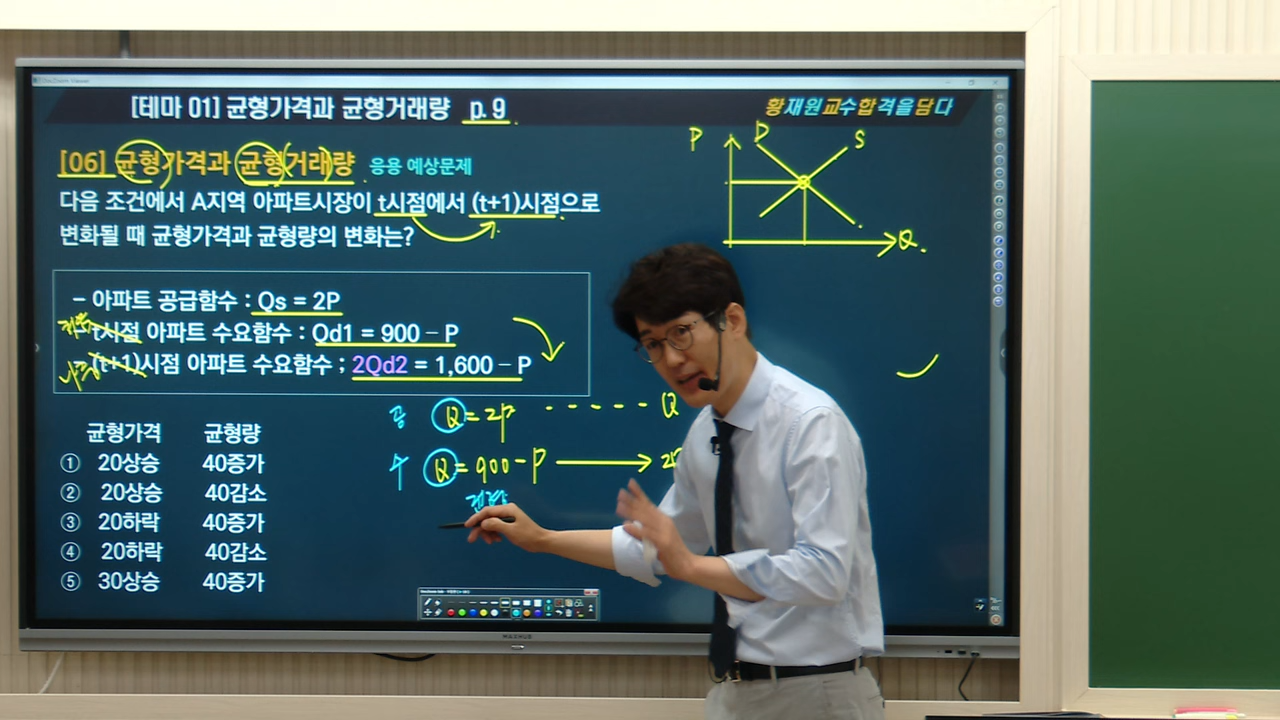 [테마 01] 균형가격과 균형거래량 p.9
황재원교수합격을담다
[06] 균형가격과 균형(거래)량 응용 예상문제
다음 조건에서 A지역 아파트시장이 t시점에서 (t+1)시점으로
변화될 때 균형가격과 균형량의 변화는?
P D S
Q.
- 아파트 공급함수 : Qs = 2P
t시점 아파트 수요함수 : Qd1 = 900 - P
- (t+1)시점 아파트 수요함수 ; 2Qd2 = 1,600 - P
공 Q = 2P ------ Q
수 Q = 900 - P → 2P
균형가격 균형량
① 20상승 40증가
② 20상승 40감소
③ 20하락 40증가
④ 20하락 40감소
⑤ 30상승 40증가
MAXHUB